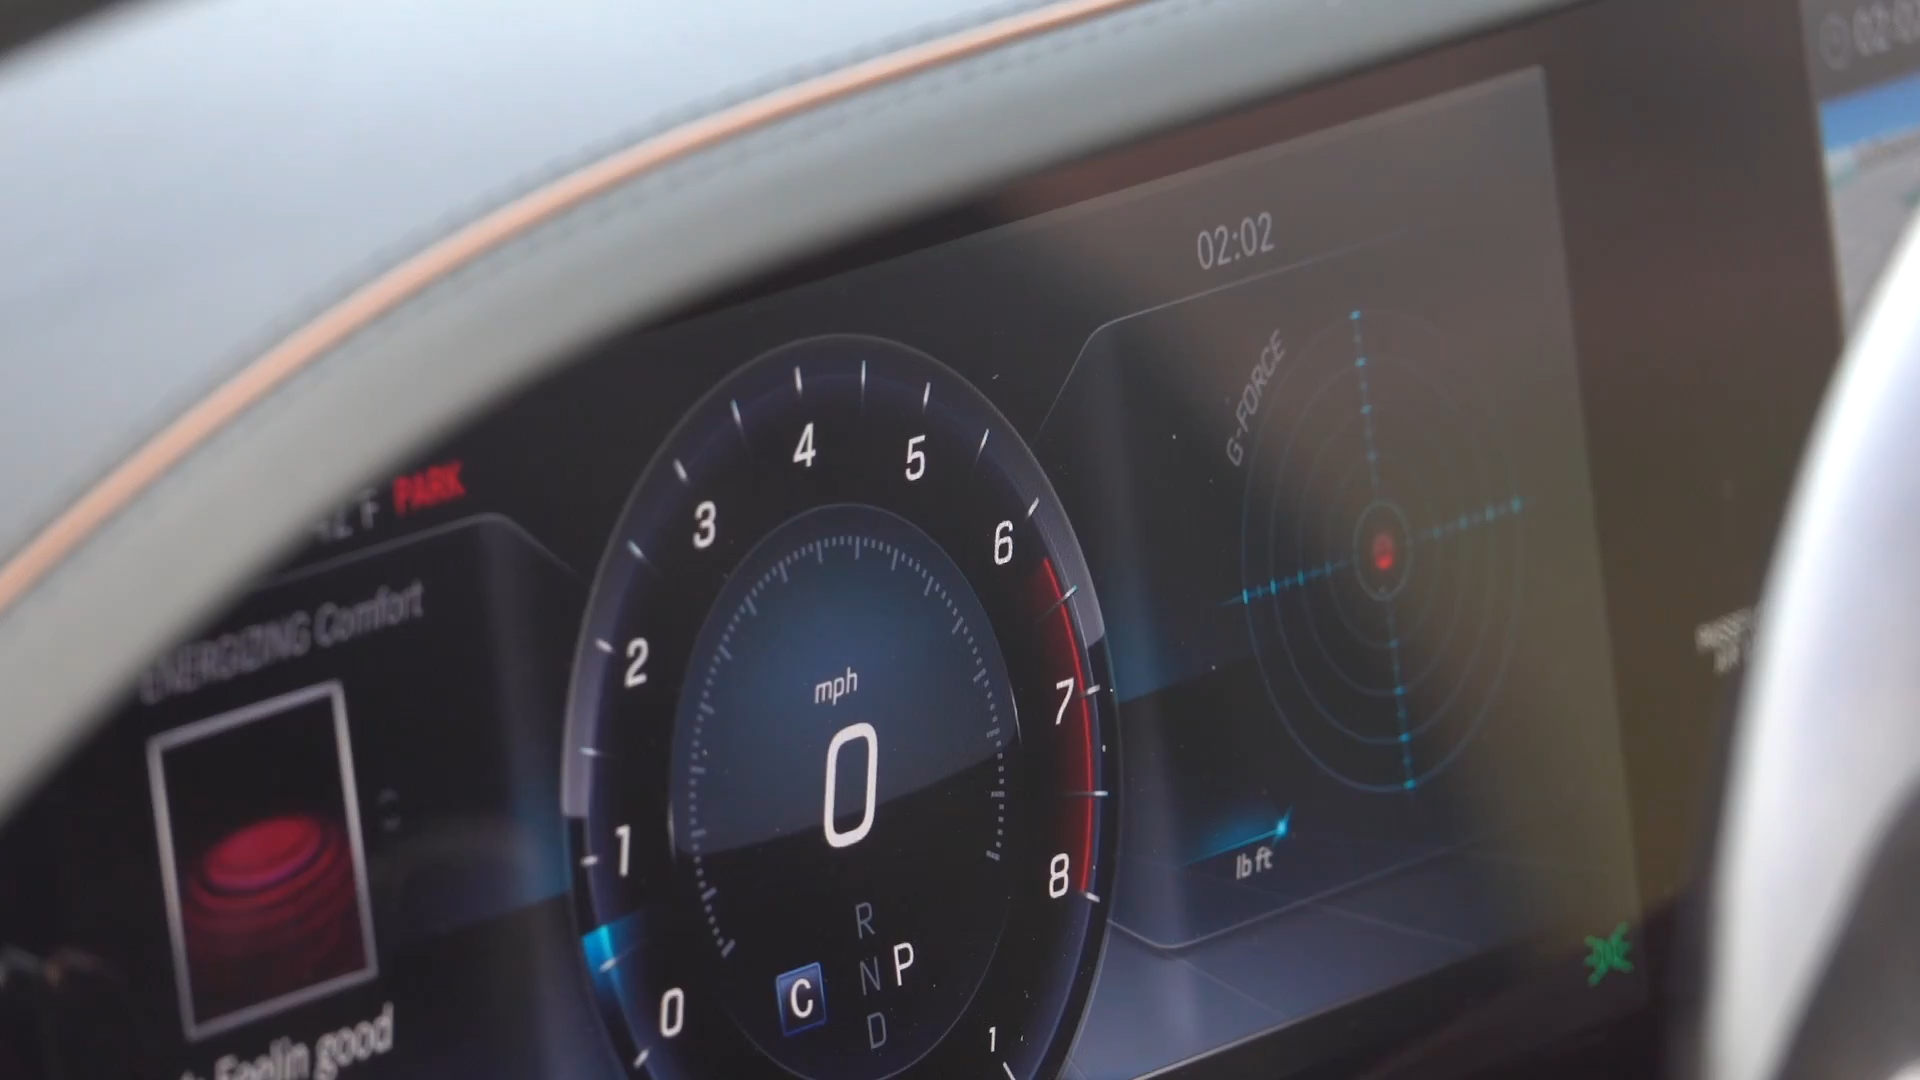 02:02
G-FORCE
PARK
ENERGIZING Comfort
4
5
3
6
2
7
mph
0
1
8
lb ft
R
N
P
D
C
0
1
Feelin good